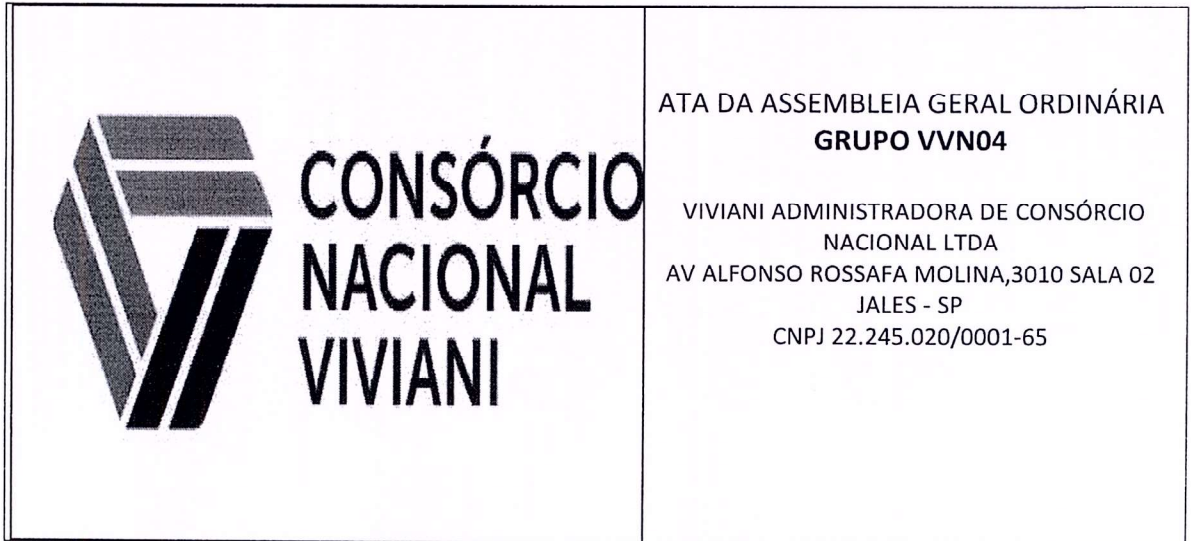 CONSÓRCIO
NACIONAL
VIVIANI
ATA DA ASSEMBLEIA GERAL ORDINÁRIA
GRUPO VVN04
VIVIANI ADMINISTRADORA DE CONSÓRCIO
NACIONAL LTDA
AV ALFONSO ROSSAFA MOLINA,3010 SALA 02
JALES - SP
CNPJ 22.245.020/0001-65